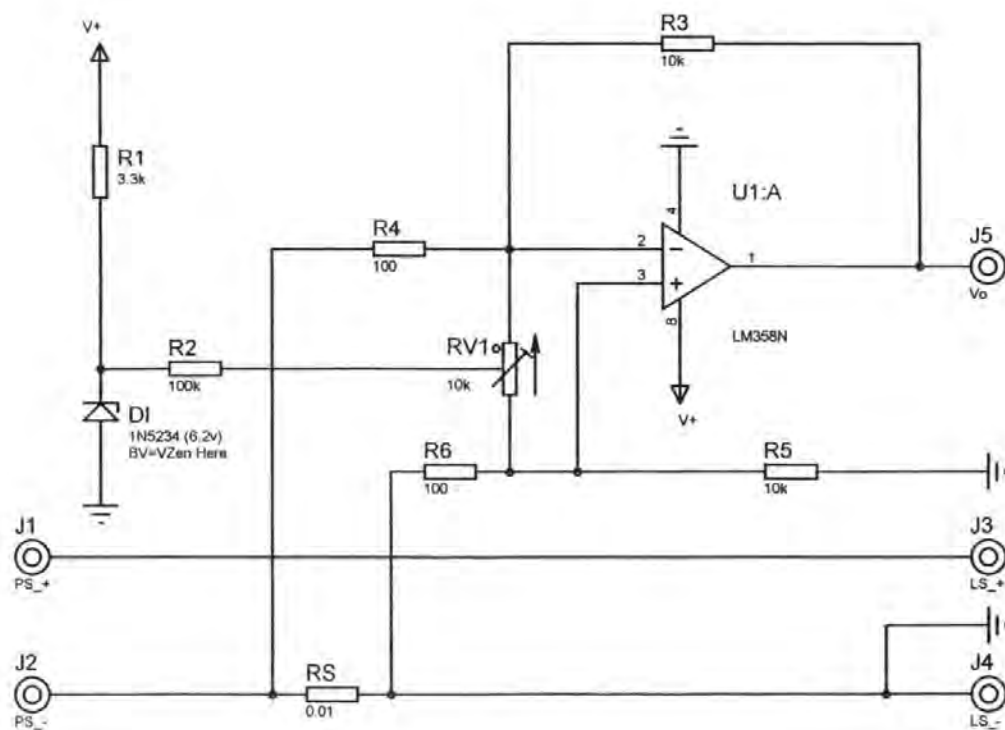 V+
R3
10k
R1
3.3k
U1:A
4
R4
100
2
3
1
8
J5
Vo
LM358N
R2
100k
RV1
10k
V+
DI
1N5234 (6.2v)
BV=VZen Here
R6
100
R5
10k
J1
PS_+
J3
LS_+
J2
PS_-
RS
0.01
J4
LS_-